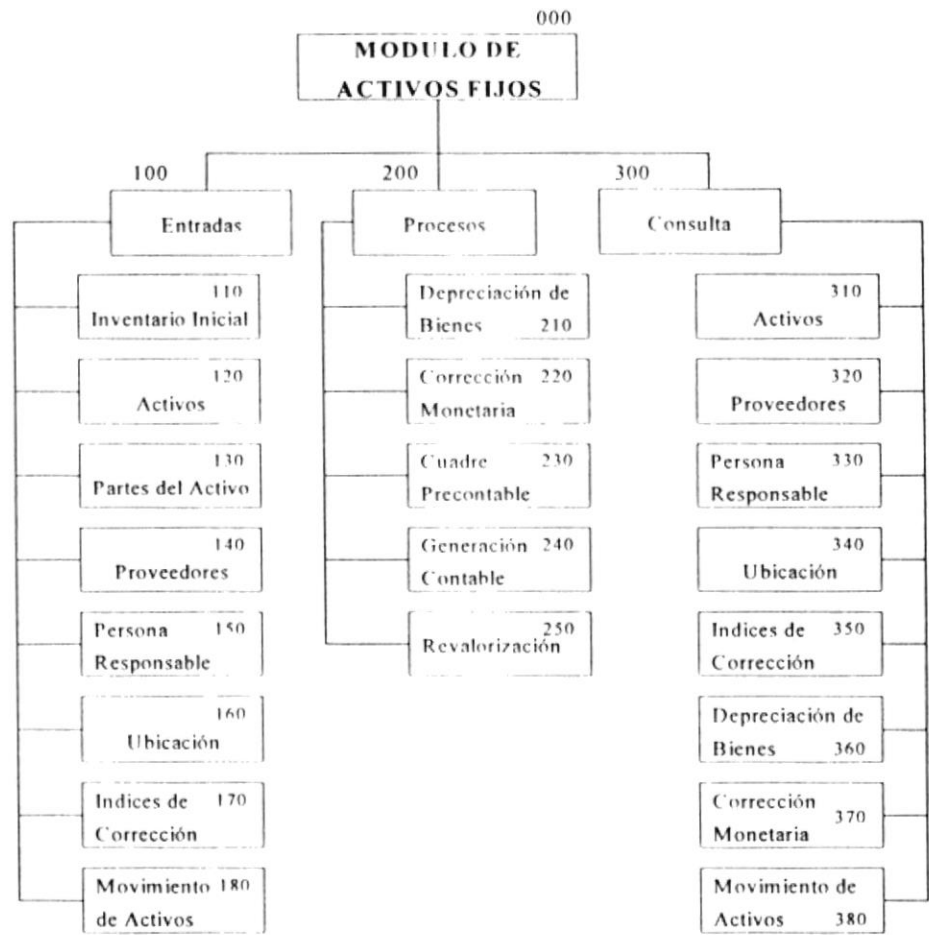 000
MODULO DE
ACTIVOS FIJOS
100
200
300
Entradas
Procesos
Consulta
110
Inventario Inicial
120
Activos
130
Partes del Activo
140
Proveedores
Persona 150
Responsable
160
Ubicación
Indices de 170
Corrección
Movimiento 180
de Activos
Depreciación de
Bienes 210
Corrección 220
Monetaria
Cuadre 230
Precontable
Generación 240
Contable
250
Revalorización
310
Activos
320
Proveedores
Persona 330
Responsable
340
Ubicación
Indices de 350
Corrección
Depreciación de
Bienes 360
Corrección
Monetaria 370
Movimiento de
Activos 380